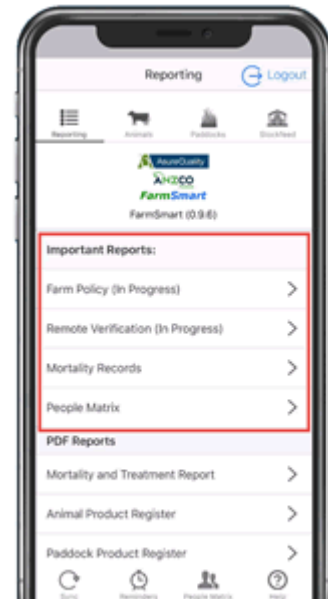 Reporting
Logout
Reporting
Animals
Paddocks
Stockfeed
AsureQuality
ANZCO
FarmSmart
FarmSmart (0.9.6)
Important Reports:
Farm Policy (In Progress)
Remote Verification (In Progress)
Mortality Records
People Matrix
PDF Reports
Mortality and Treatment Report
Animal Product Register
Paddock Product Register
Sync
Reminders
People Matrix
Help